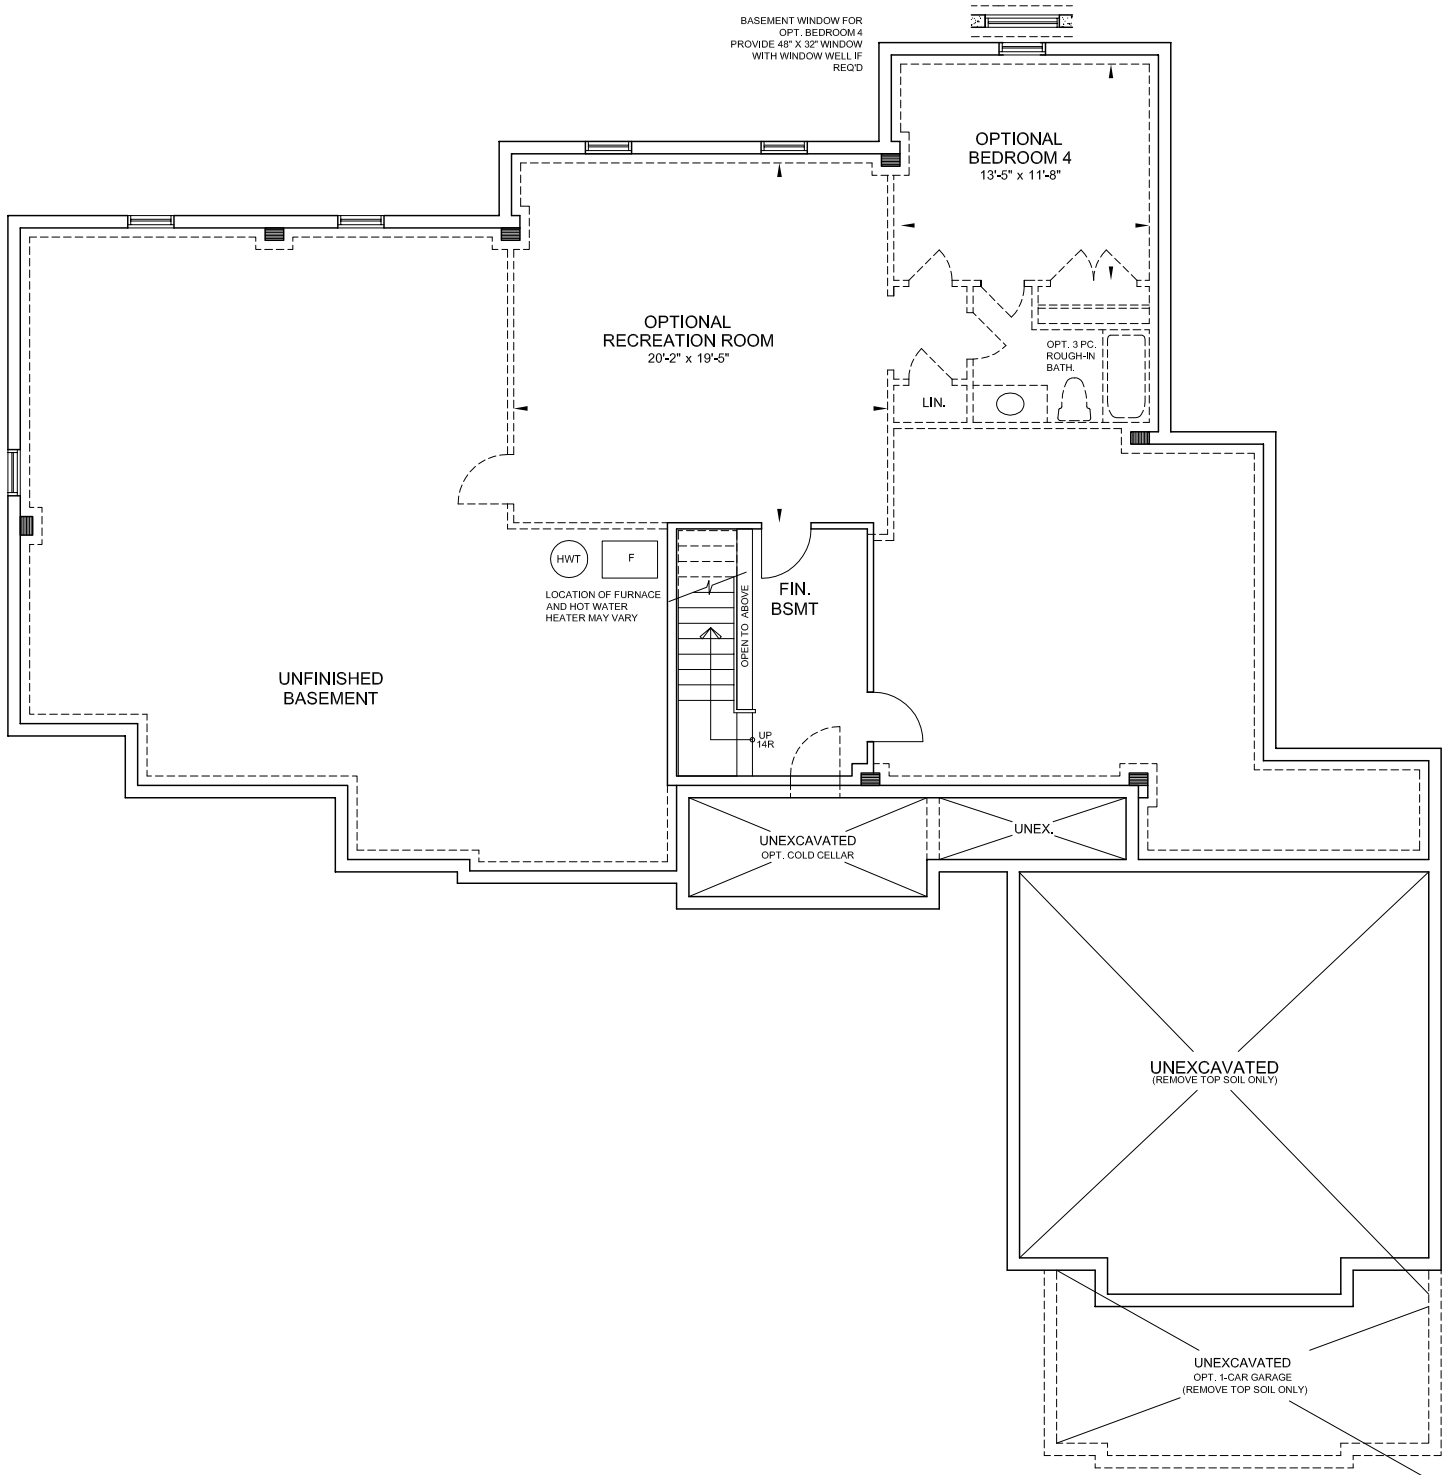 BASEMENT WINDOW FOR
OPT. BEDROOM 4
PROVIDE 48" X 32" WINDOW
WITH WINDOW WELL IF
REQ'D
OPTIONAL
BEDROOM 4
13'-5" x 11'-8"
OPTIONAL
RECREATION ROOM
20'-2" x 19'-5"
OPT. 3 PC.
ROUGH-IN
BATH.
LIN.
HWT
F
LOCATION OF FURNACE
AND HOT WATER
HEATER MAY VARY
OPEN TO ABOVE
FIN.
BSMT
UNFINISHED
BASEMENT
UP
14R
UNEXCAVATED
OPT. COLD CELLAR
UNEX.
UNEXCAVATED
(REMOVE TOP SOIL ONLY)
UNEXCAVATED
OPT. 1-CAR GARAGE
(REMOVE TOP SOIL ONLY)